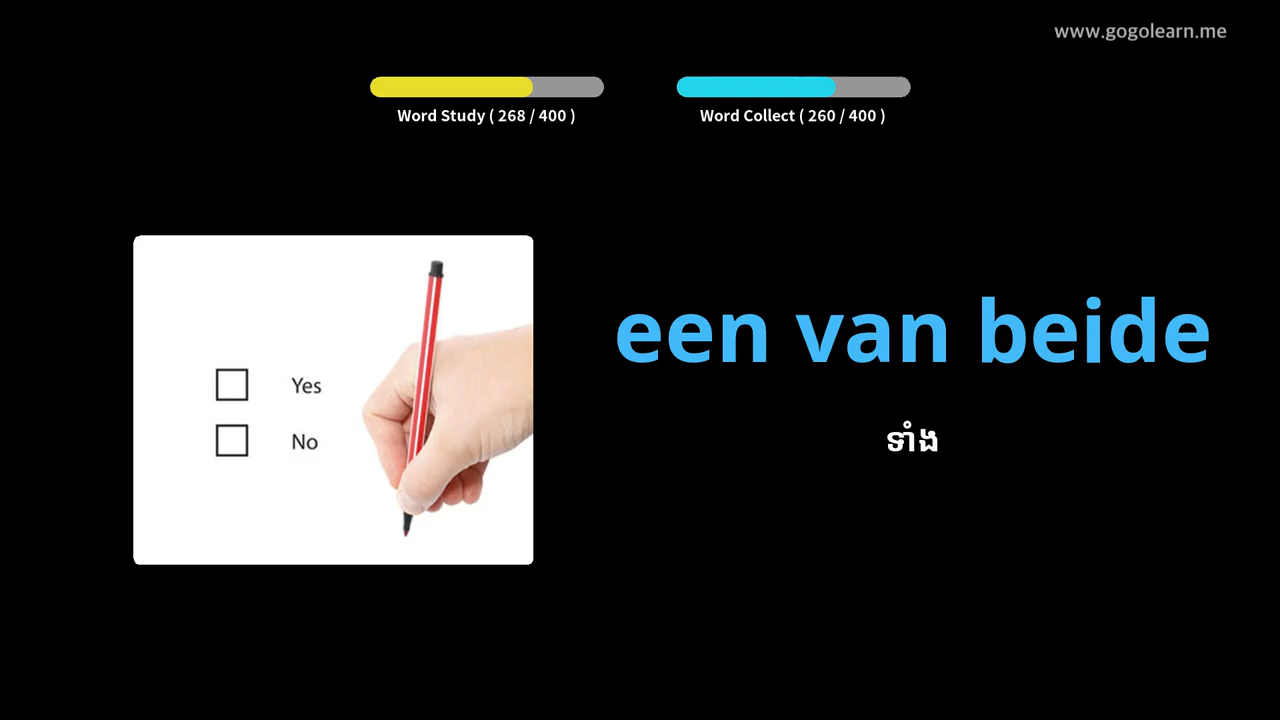 www.gogolearn.me
Word Study ( 268 / 400 )
Word Collect ( 260 / 400 )
Yes
No
een van beide
ទាំង